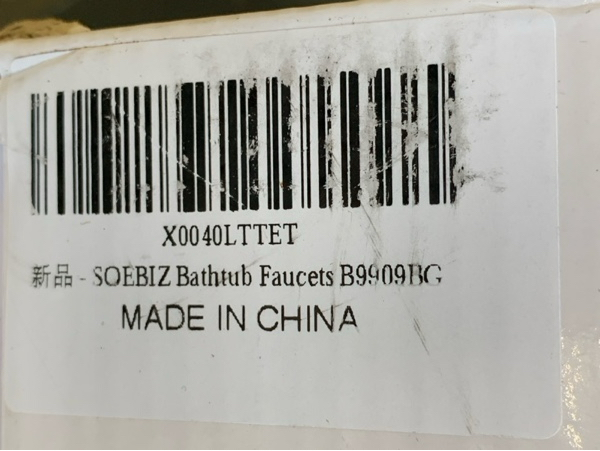 X0040LTTET
新品 - SOEBIZ Bathtub Faucets B9909BG
MADE IN CHINA